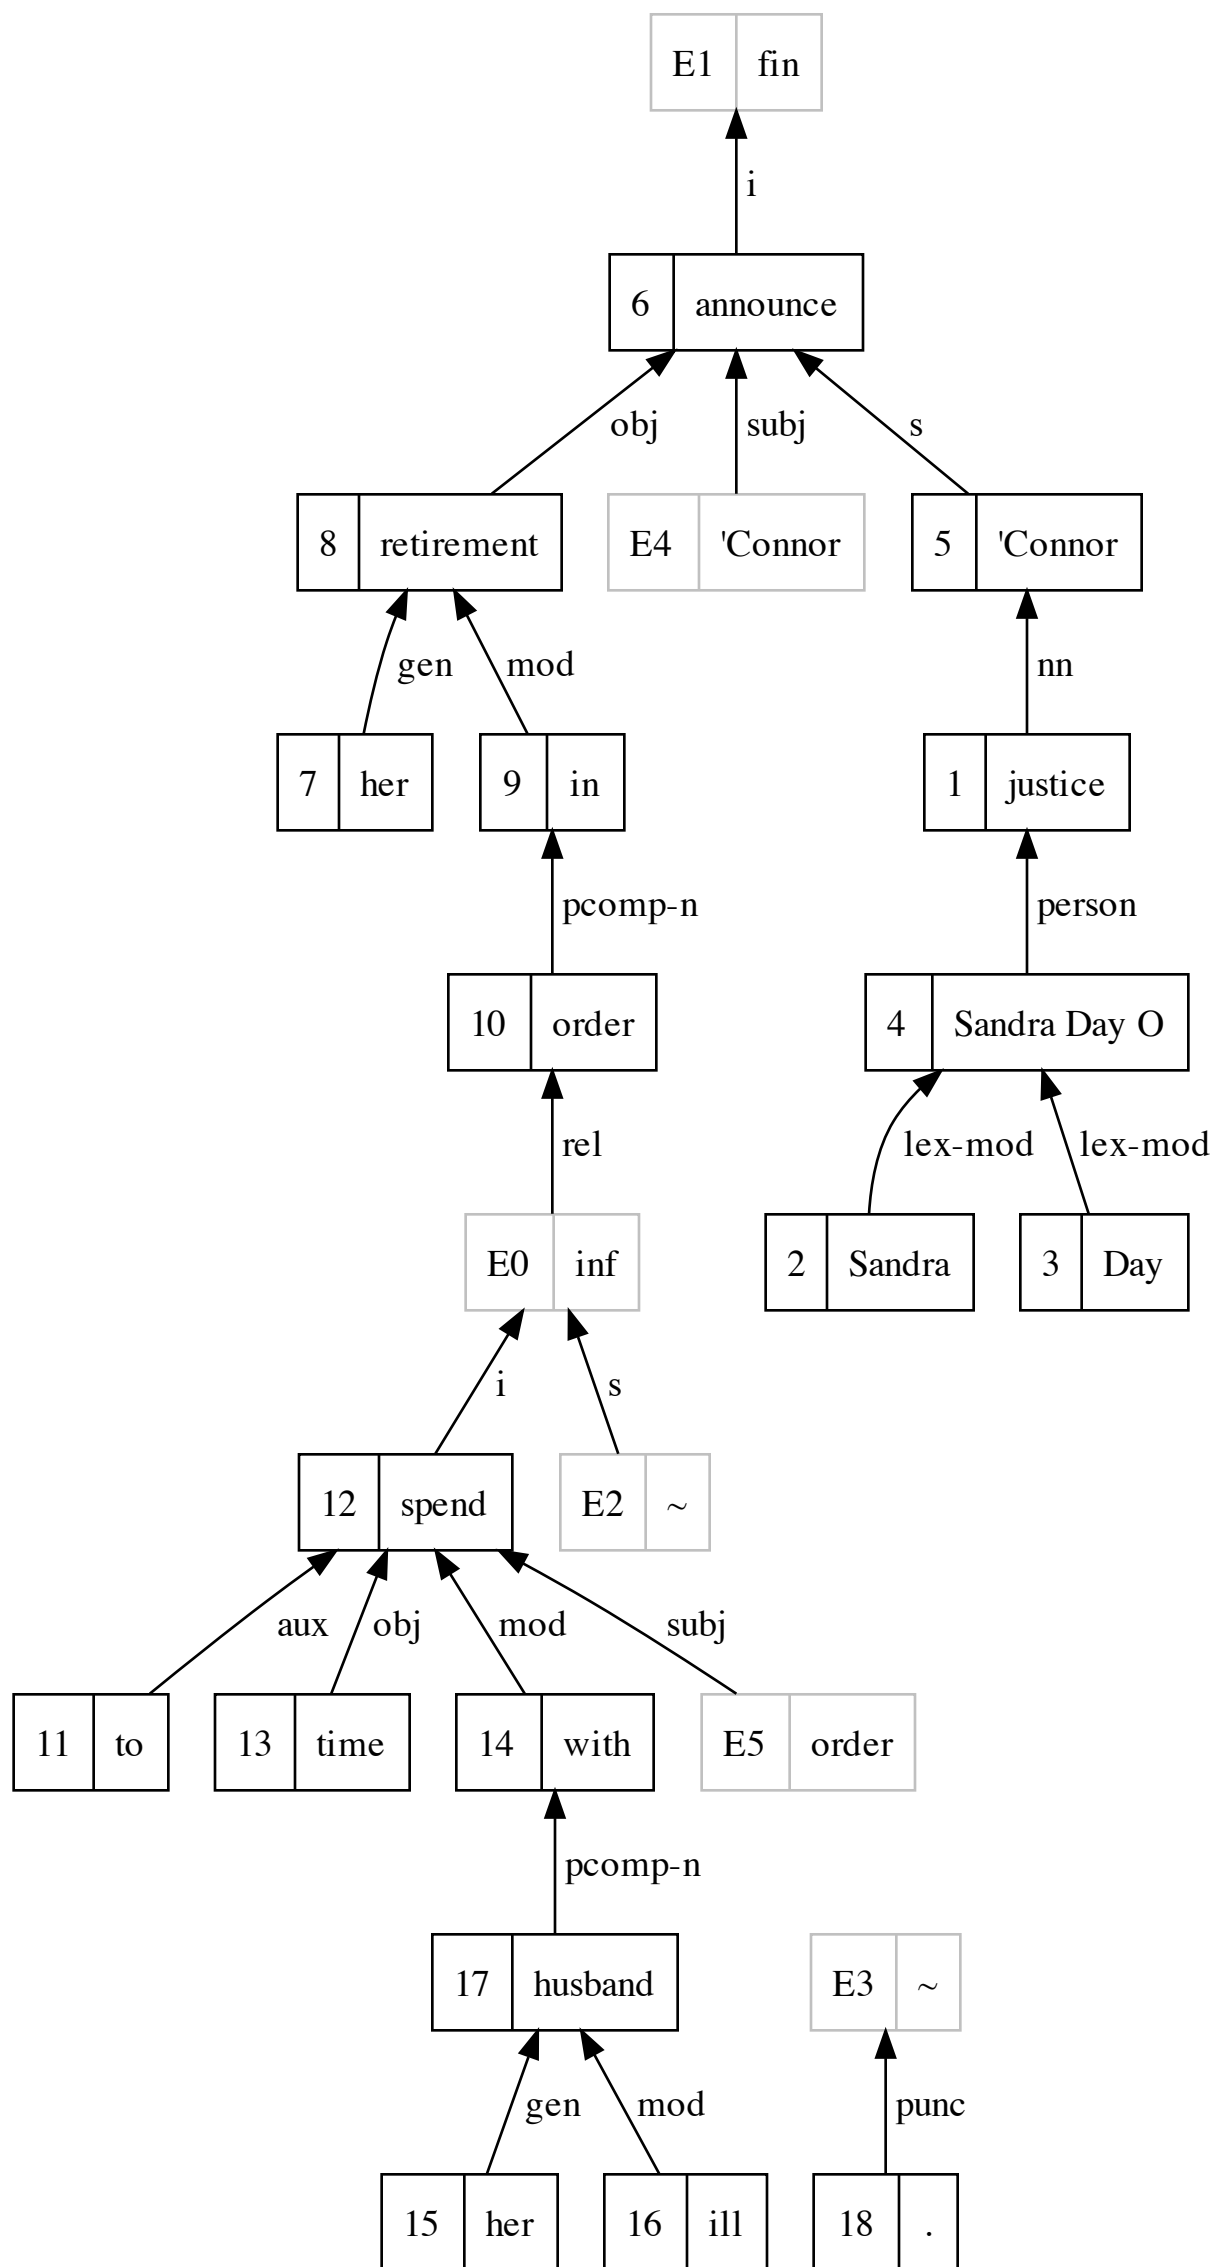 E1 fin
i
6 announce
obj subj s
8 retirement E4 'Connor 5 'Connor
gen mod nn
7 her 9 in 1 justice
pcomp-n person
10 order 4 Sandra Day O
rel lex-mod lex-mod
E0 inf 2 Sandra 3 Day
i s
12 spend E2 ~
aux obj mod subj
11 to 13 time 14 with E5 order
pcomp-n
17 husband E3 ~
gen mod punc
15 her 16 ill 18 .